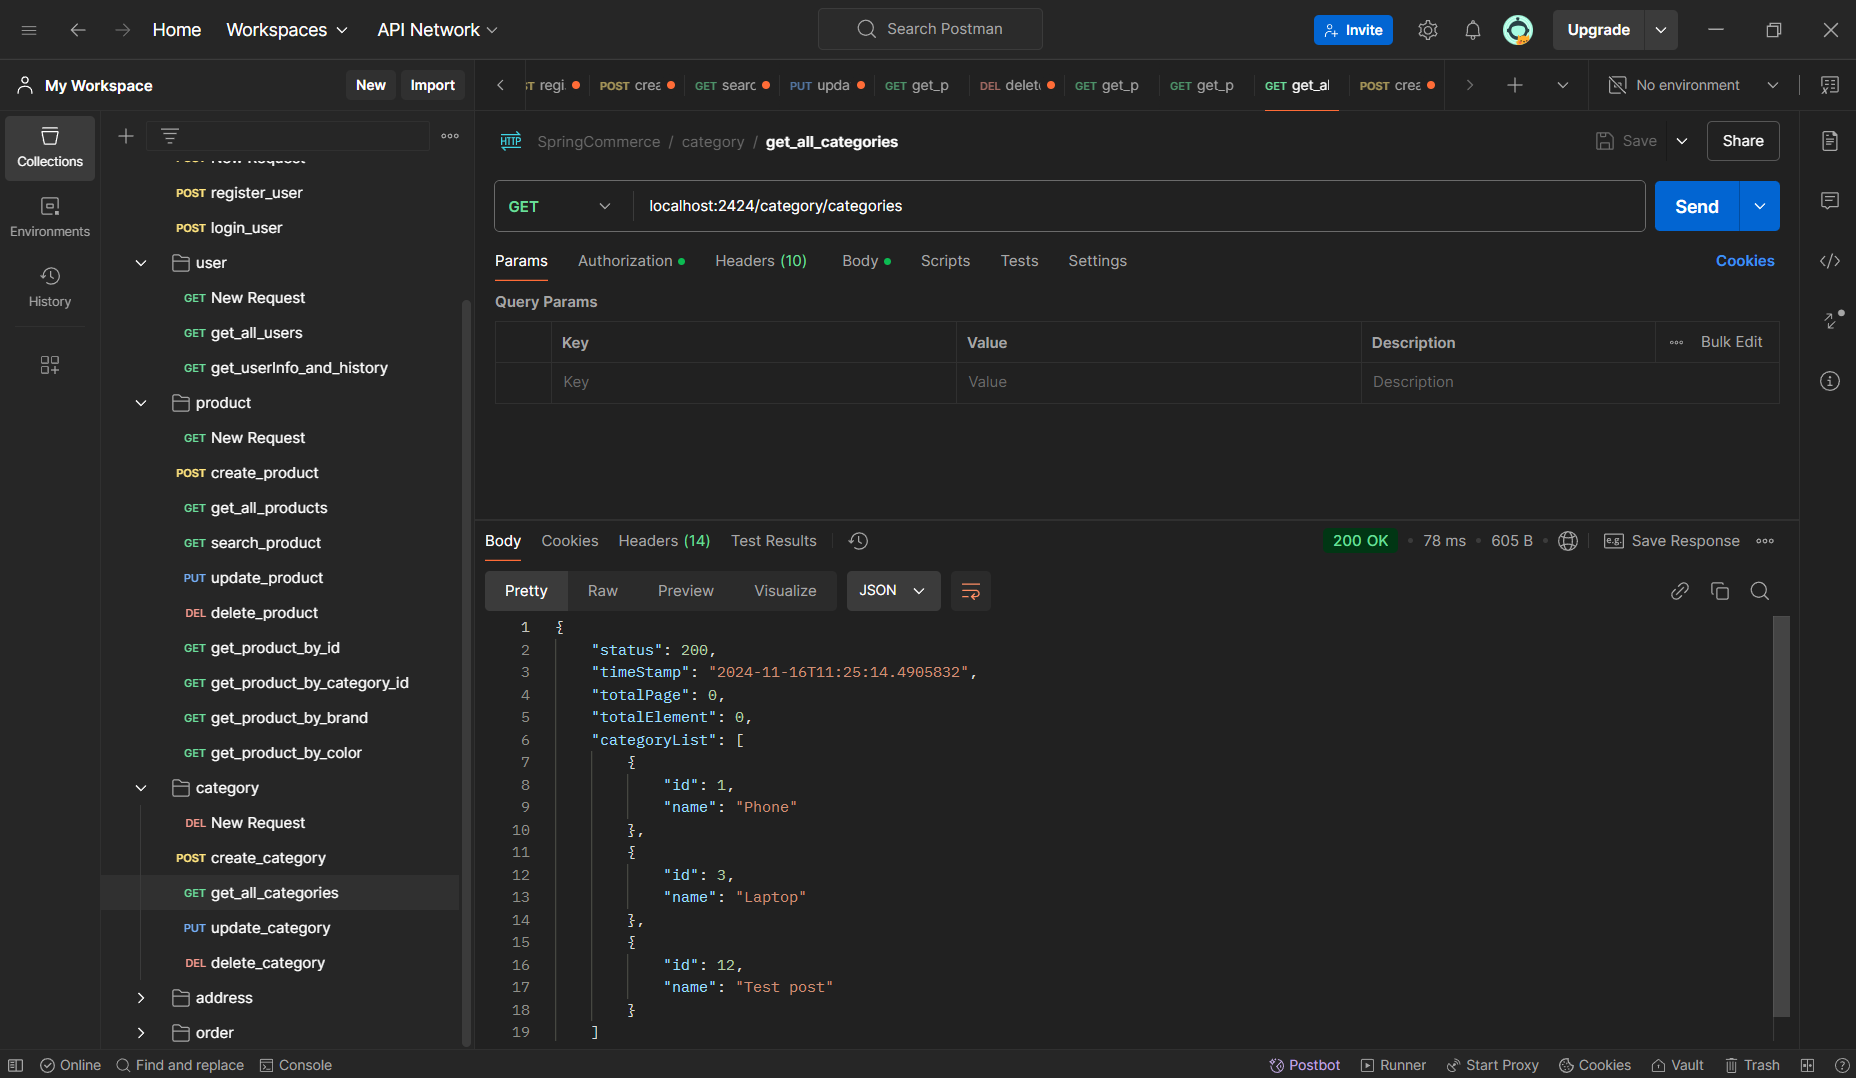 Home
Workspaces
API Network
Search Postman
Invite
Upgrade
My Workspace
New
Import
POST crea
GET searc
PUT upda
GET get_p
DEL delet
GET get_p
GET get_p
GET get_al
POST crea
No environment
Collections
Environments
History
register_user
POST register_user
POST login_user
user
GET New Request
GET get_all_users
GET get_userInfo_and_history
product
GET New Request
POST create_product
GET get_all_products
GET search_product
PUT update_product
DEL delete_product
GET get_product_by_id
GET get_product_by_category_id
GET get_product_by_brand
GET get_product_by_color
category
DEL New Request
POST create_category
GET get_all_categories
PUT update_category
DEL delete_category
address
order
HTTP SpringCommerce / category / get_all_categories
Save
Share
GET
localhost:2424/category/categories
Send
Params
Authorization
Headers (10)
Body
Scripts
Tests
Settings
Cookies
Query Params
Key Value Description
Bulk Edit
Key Value Description
Body
Cookies
Headers (14)
Test Results
200 OK
78 ms
605 B
e.g. Save Response
Pretty
Raw
Preview
Visualize
JSON
1 {
2 "status": 200,
3 "timeStamp": "2024-11-16T11:25:14.4905832",
4 "totalPage": 0,
5 "totalElement": 0,
6 "categoryList": [
7 {
8 "id": 1,
9 "name": "Phone"
10 },
11 {
12 "id": 3,
13 "name": "Laptop"
14 },
15 {
16 "id": 12,
17 "name": "Test post"
18 }
19 ]
Online
Find and replace
Console
Postbot
Runner
Start Proxy
Cookies
Vault
Trash